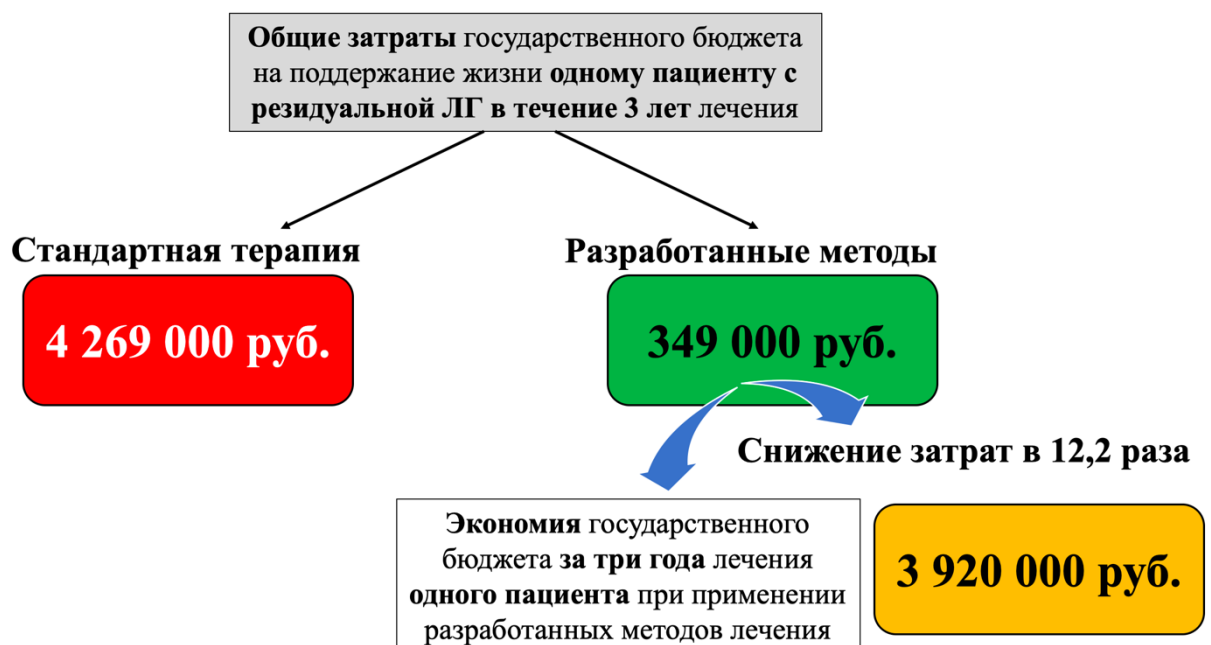 Общие затраты государственного бюджета
на поддержание жизни одному пациенту с
резидуальной ЛГ в течение 3 лет лечения
Стандартная терапия
4 269 000 руб.
Разработанные методы
349 000 руб.
Снижение затрат в 12,2 раза
Экономия государственного
бюджета за три года лечения
одного пациента при применении
разработанных методов лечения
3 920 000 руб.